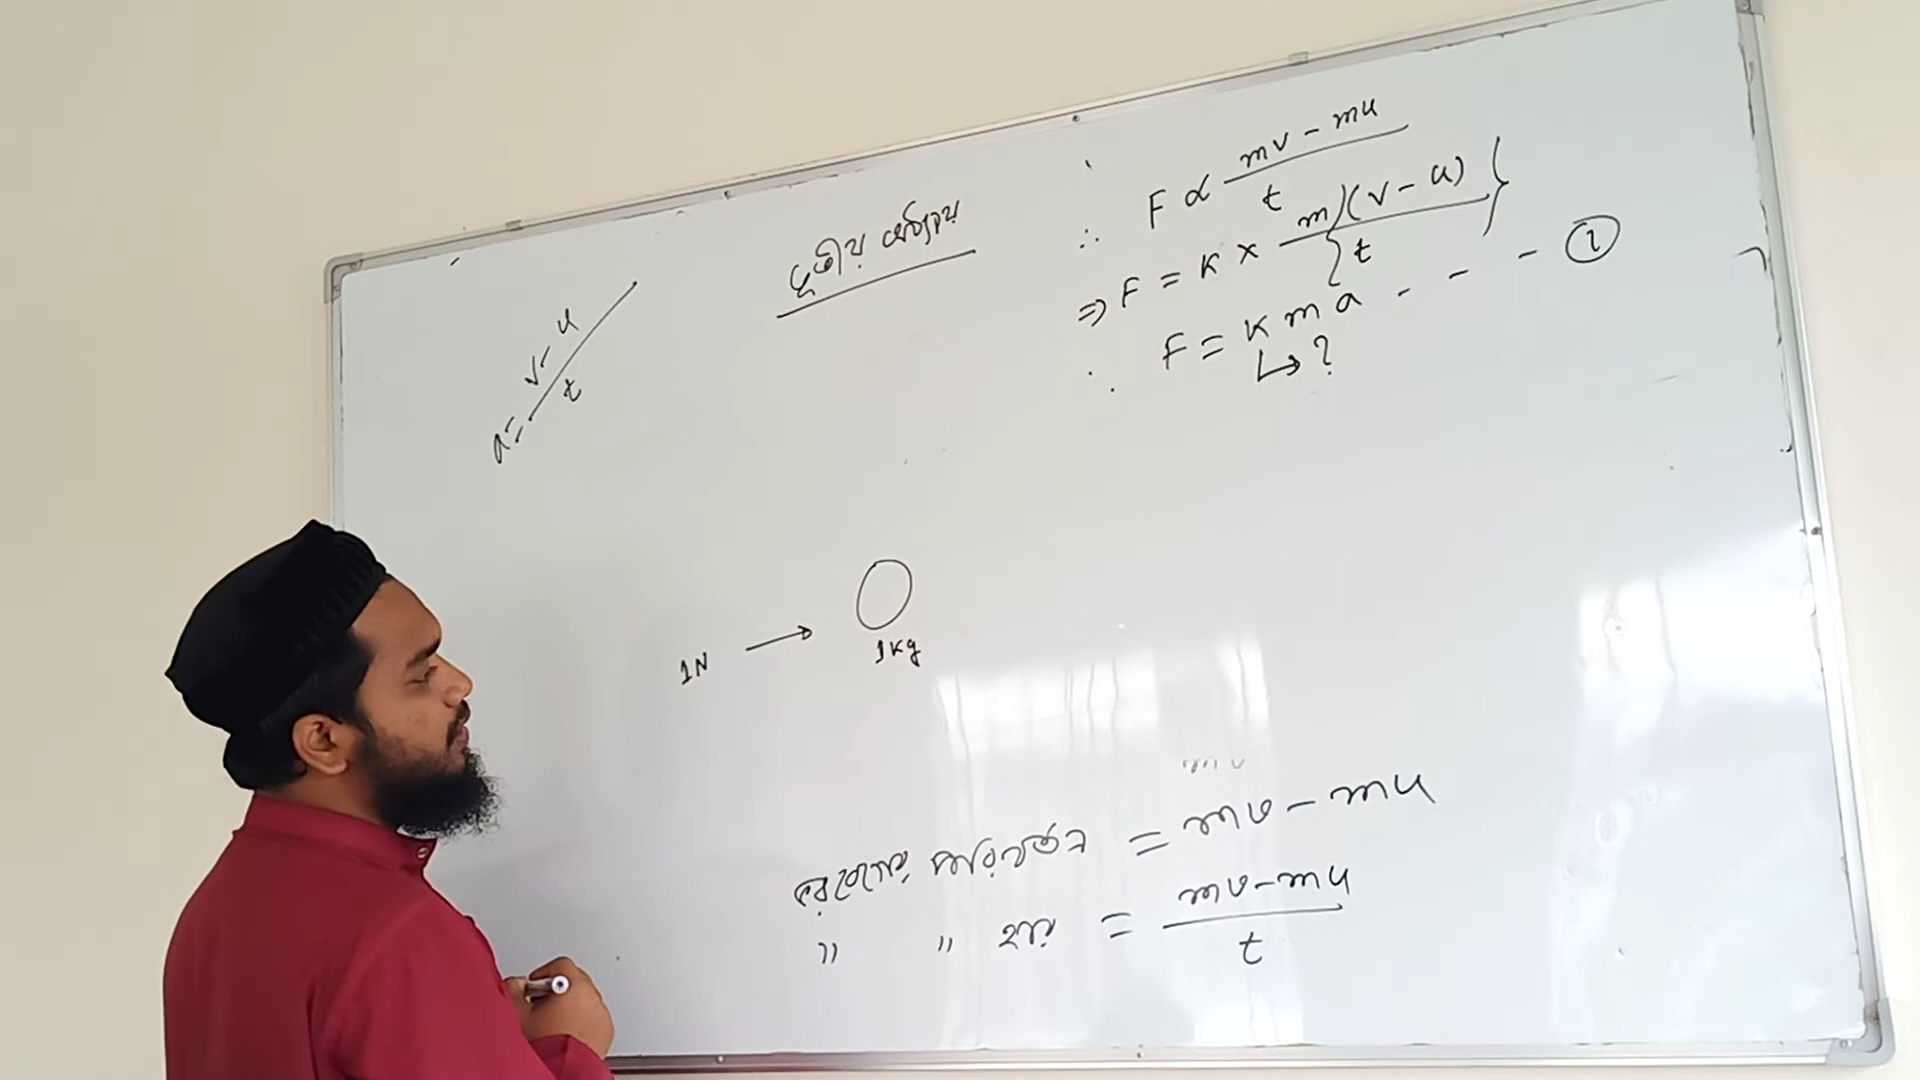 তৃতীয় অধ্যায়
a = v - u / t
∴ F ∝ mv - mu / t
⇒ F = K × m(v - u) / t
∴ F = K m a - - - ①
↳ ?
1N →
1Kg
ভরবেগের পরিবর্তন = mv - mu
" " হার = mv - mu / t